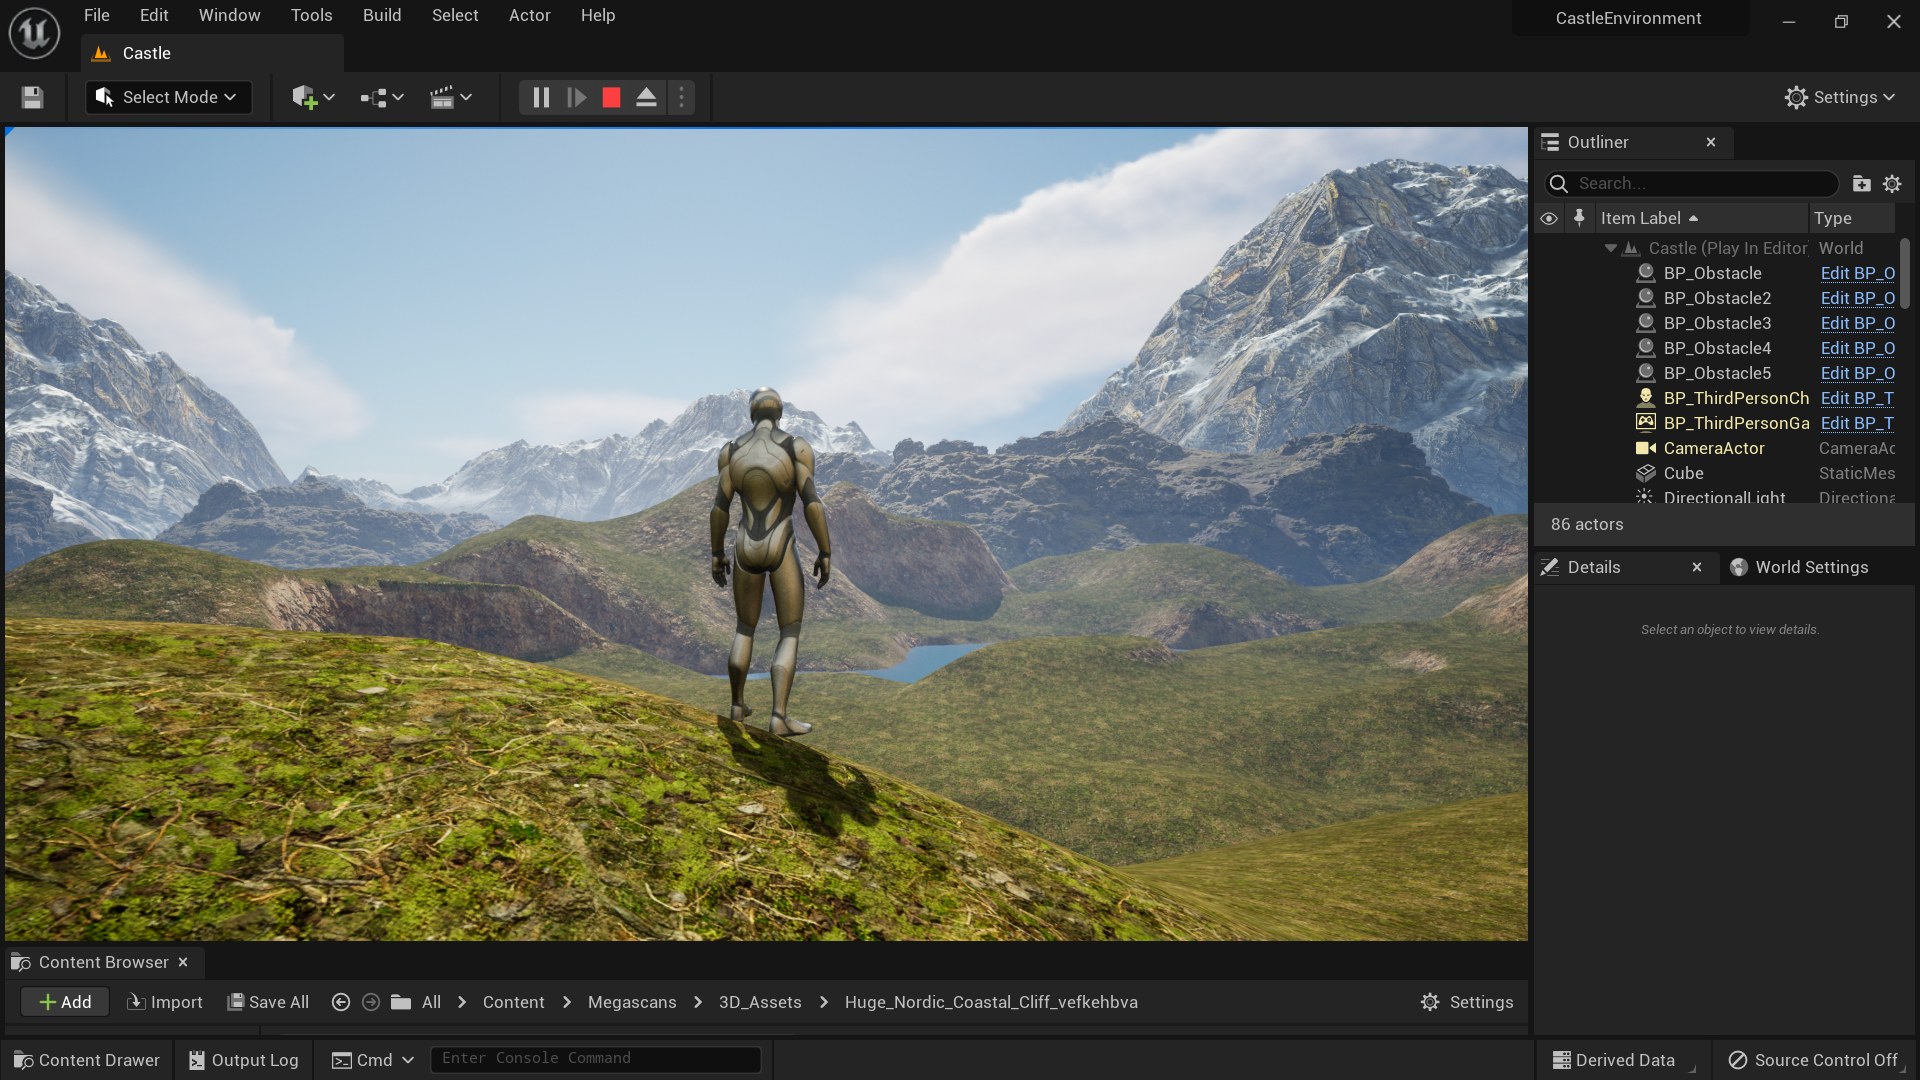 File Edit Window Tools Build Select Actor Help
CastleEnvironment
Castle
Select Mode
Settings
Outliner
Search...
Item Label Type
Castle (Play In Editor World
BP_Obstacle Edit BP_O
BP_Obstacle2 Edit BP_O
BP_Obstacle3 Edit BP_O
BP_Obstacle4 Edit BP_O
BP_Obstacle5 Edit BP_O
BP_ThirdPersonCh Edit BP_T
BP_ThirdPersonGa Edit BP_T
CameraActor CameraAc
Cube StaticMes
DirectionalLight Directiona
86 actors
Details World Settings
Select an object to view details.
Content Browser
Add Import Save All All Content Megascans 3D_Assets Huge_Nordic_Coastal_Cliff_vefkehbva Settings
Content Drawer Output Log Cmd Enter Console Command Derived Data Source Control Off